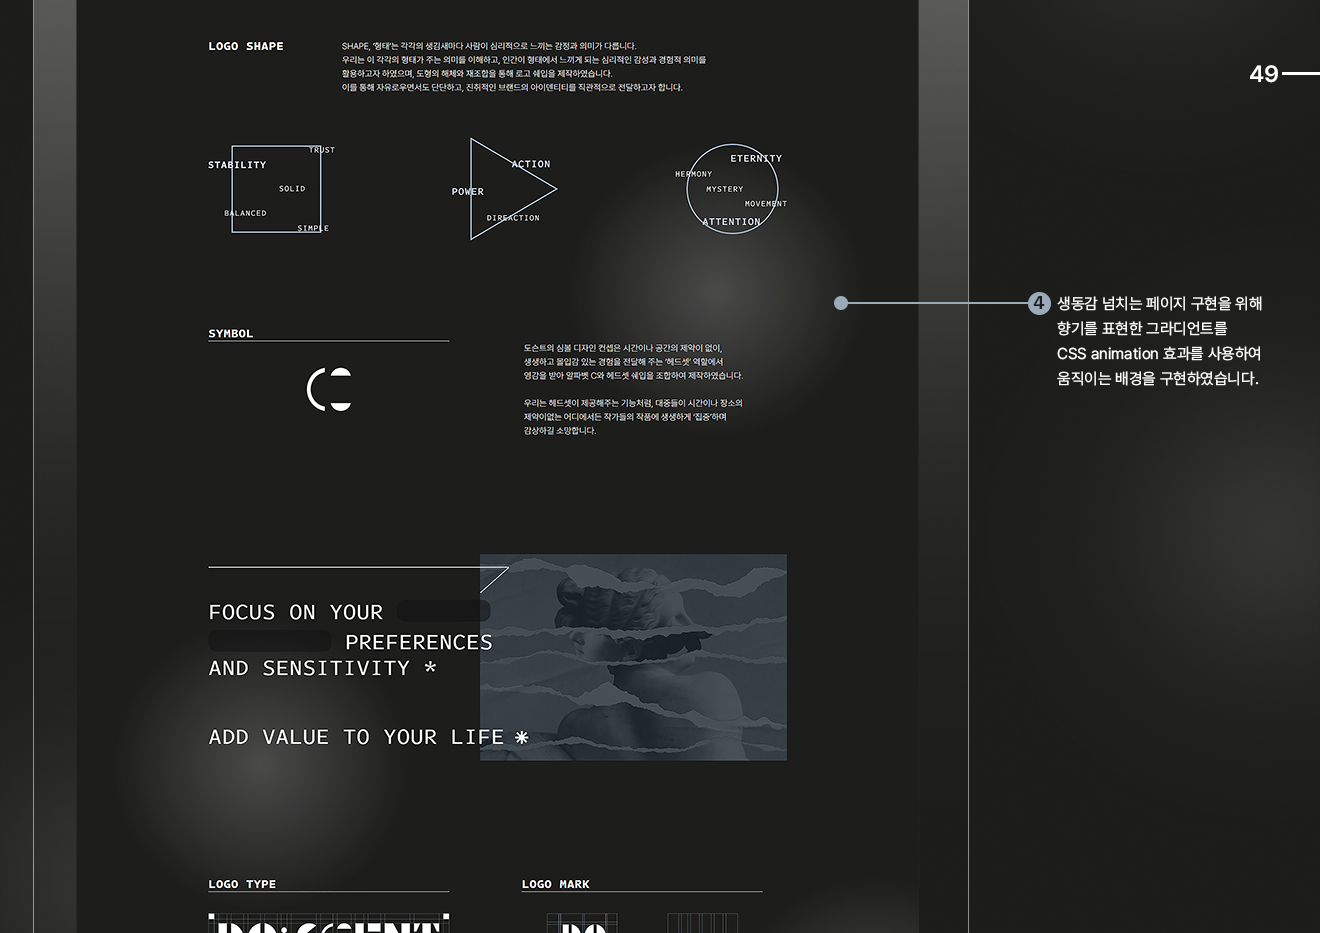 LOGO SHAPE
SHAPE, '형태'는 각각의 생김새마다 사람이 심리적으로 느끼는 감정과 의미가 다릅니다.
우리는 이 각각의 형태가 주는 의미를 이해하고, 인간이 형태에서 느끼게 되는 심리적인 감성과 경험적 의미를
활용하고자 하였으며, 도형의 해체와 재조합을 통해 로고 쉐입을 제작하였습니다.
이를 통해 자유로우면서도 단단하고, 진취적인 브랜드의 아이덴티티를 직관적으로 전달하고자 합니다.
49
TRUST
STABILITY
SOLID
BALANCED
SIMPLE
ACTION
POWER
DIREACTION
ETERNITY
HERMONY
MYSTERY
MOVEMENT
ATTENTION
4 생동감 넘치는 페이지 구현을 위해
향기를 표현한 그라디언트를
CSS animation 효과를 사용하여
움직이는 배경을 구현하였습니다.
SYMBOL
도슨트의 심볼 디자인 컨셉은 시간이나 공간의 제약이 없이,
생생하고 몰입감 있는 경험을 전달해 주는 '헤드셋' 역할에서
영감을 받아 알파벳 C와 헤드셋 쉐입을 조합하여 제작하였습니다.
우리는 헤드셋이 제공해주는 기능처럼, 대중들이 시간이나 장소의
제약이없는 어디에서든 작가들의 작품에 생생하게 '집중'하며
감상하길 소망합니다.
FOCUS ON YOUR
PREFERENCES
AND SENSITIVITY *
ADD VALUE TO YOUR LIFE *
LOGO TYPE
LOGO MARK
DO